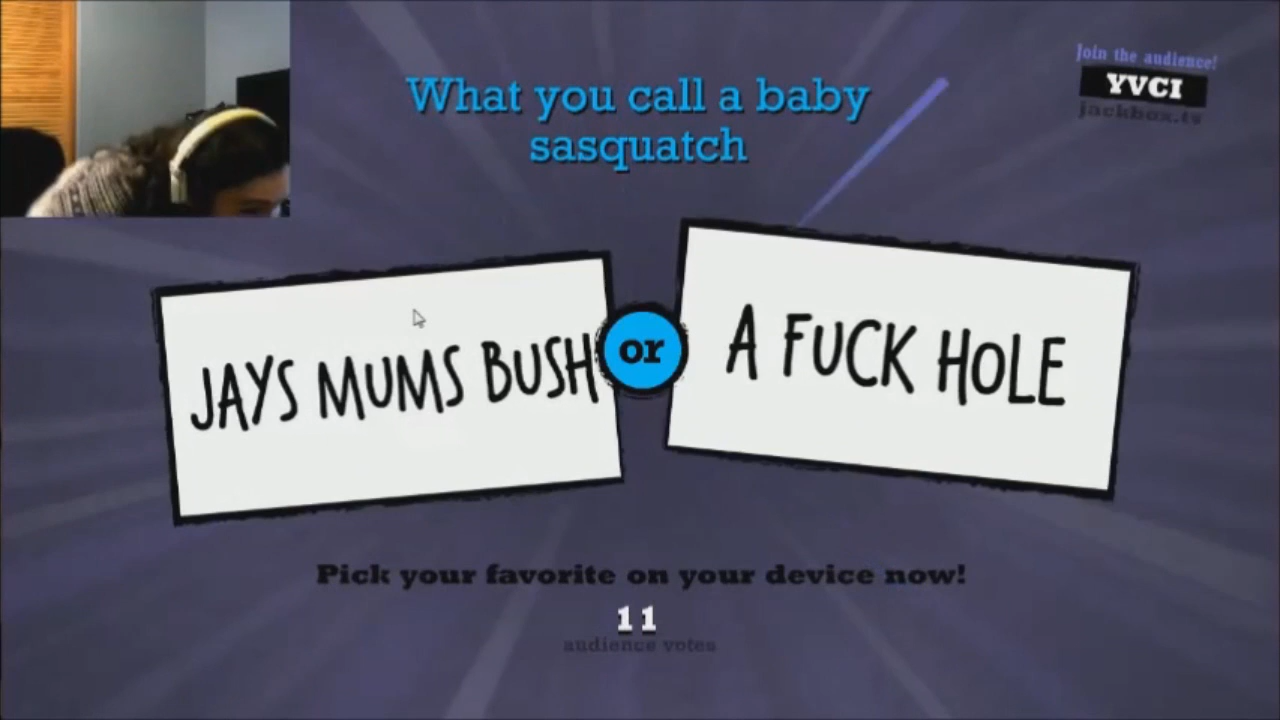 Join the audience!
YVCI
jackbox.tv
What you call a baby
sasquatch
JAYS MUMS BUSH
or
A FUCK HOLE
Pick your favorite on your device now!
11
audience votes